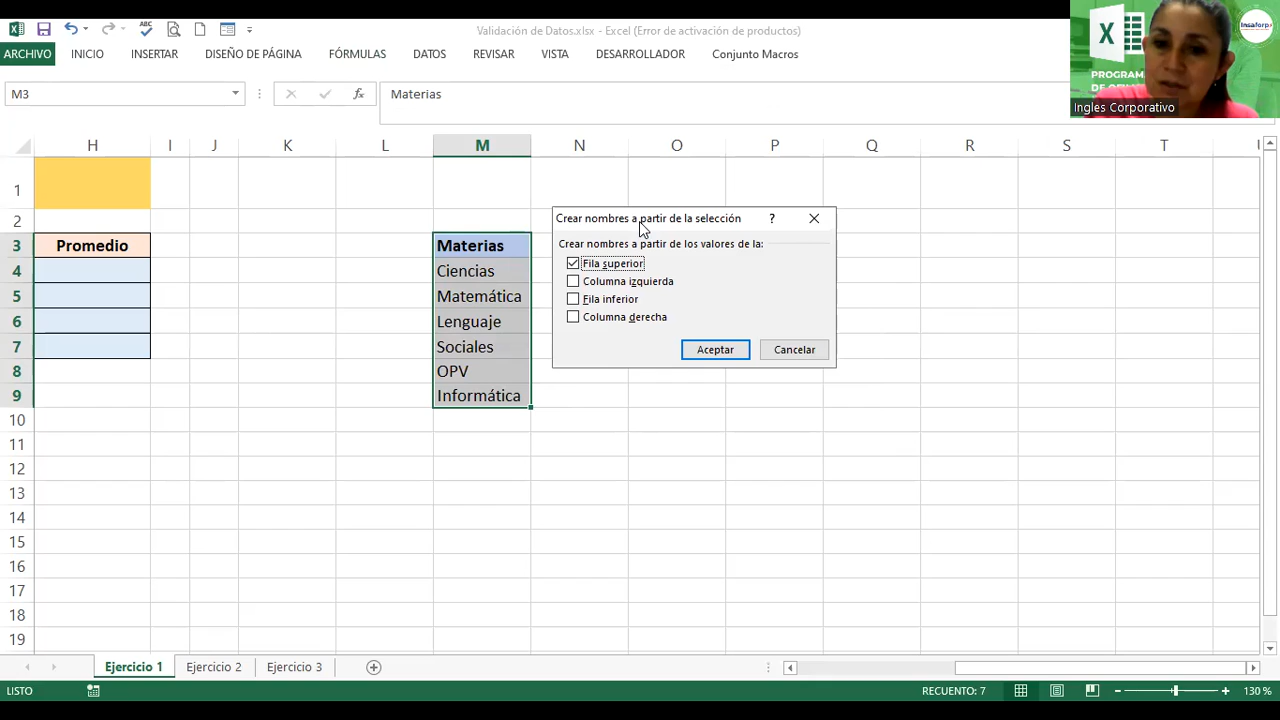 Validación de Datos.xlsx - Excel (Error de activación de productos)
ARCHIVO INICIO INSERTAR DISEÑO DE PÁGINA FÓRMULAS DATOS REVISAR VISTA DESARROLLADOR Conjunto Macros
Insaforp
PROGRAMA
Ingles Corporativo
M3 fx Materias
H I J K L M N O P Q R S T
1
2
3 Promedio Materias
4 Ciencias
5 Matemática
6 Lenguaje
7 Sociales
8 OPV
9 Informática
10
11
12
13
14
15
16
17
18
19
Crear nombres a partir de la selección ?
Crear nombres a partir de los valores de la:
Fila superior
Columna izquierda
Fila inferior
Columna derecha
Aceptar Cancelar
Ejercicio 1 Ejercicio 2 Ejercicio 3
LISTO RECUENTO: 7 130 %